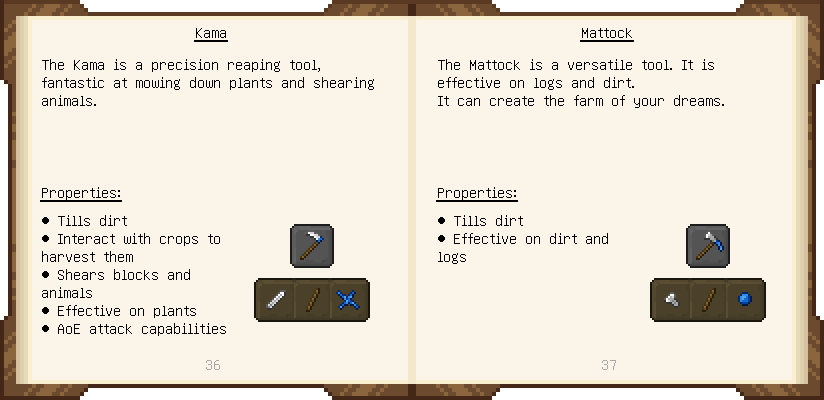 Kama
The Kama is a precision reaping tool,
fantastic at mowing down plants and shearing
animals.
Properties:
● Tills dirt
● Interact with crops to
harvest them
● Shears blocks and
animals
● Effective on plants
● AoE attack capabilities
36
Mattock
The Mattock is a versatile tool. It is
effective on logs and dirt.
It can create the farm of your dreams.
Properties:
● Tills dirt
● Effective on dirt and
logs
37